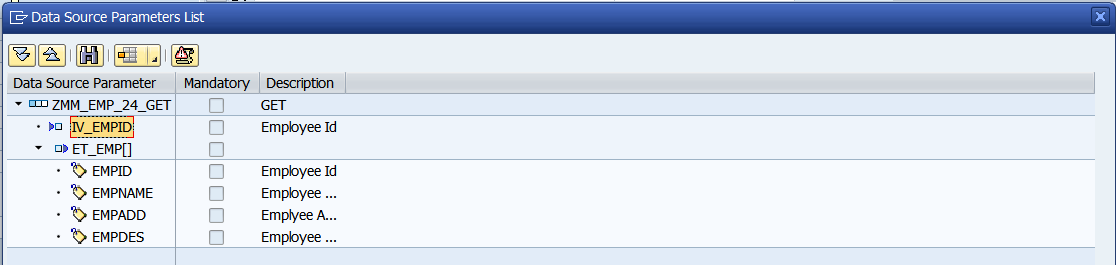 Data Source Parameters List
Data Source Parameter Mandatory Description
ZMM_EMP_24_GET GET
IV_EMPID Employee Id
ET_EMP[]
EMPID Employee Id
EMPNAME Employee ...
EMPADD Emplyee A...
EMPDES Employee ...